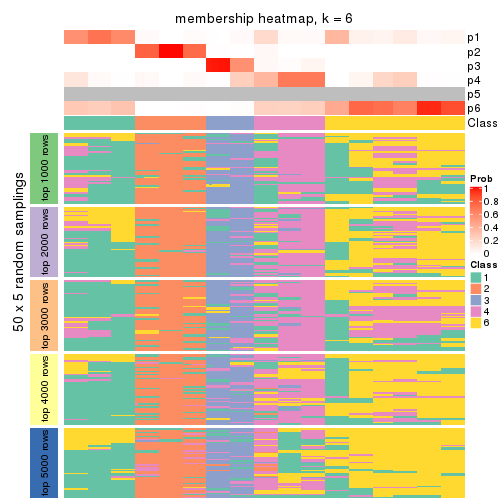 membership heatmap, k = 6
p1
p2
p3
p4
p5
p6
Class
50 x 5 random samplings
top 1000 rows
top 2000 rows
top 3000 rows
top 4000 rows
top 5000 rows
Prob
1
0.8
0.6
0.4
0.2
0
Class
1
2
3
4
6